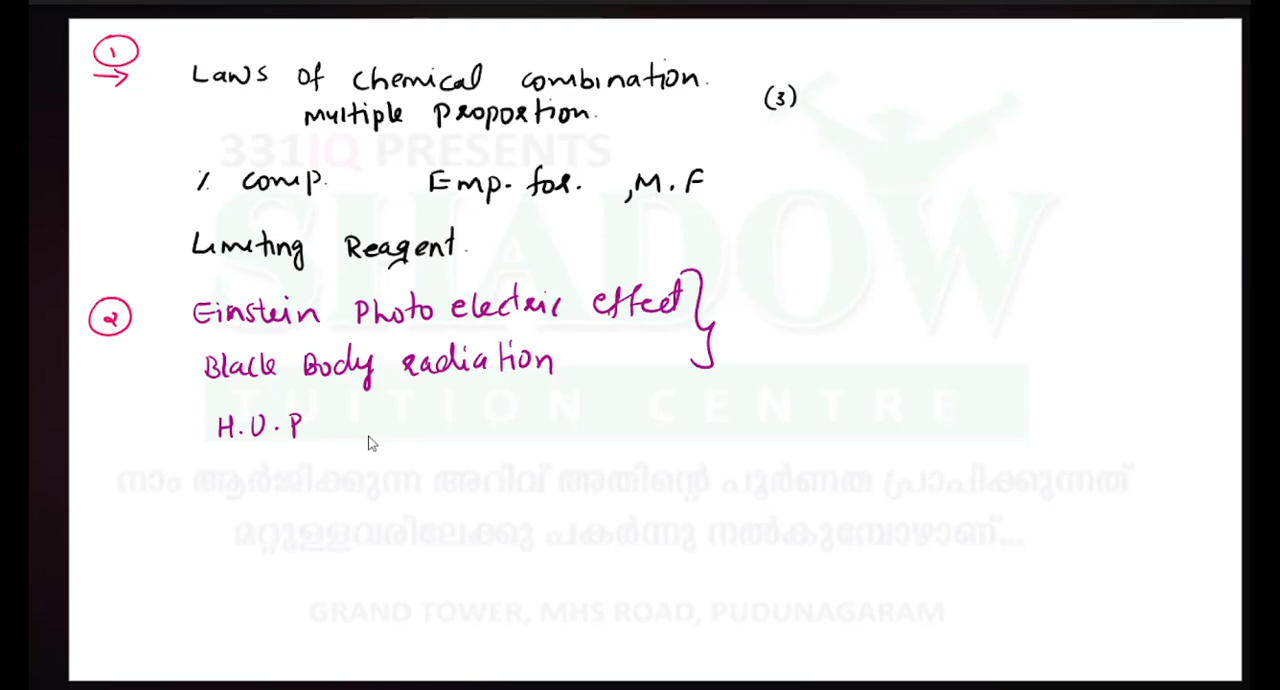 1
Laws of chemical combination.
multiple proportion. (3)
331IQ PRESENTS
% comp. Emp. for. , M.F
SHADOW
Limiting Reagent.
2 Einstein Photo electric effect
Black Body radiation
TUITION CENTRE
H.U.P
നാം ആർജിക്കുന്ന അറിവ് അതിന്റെ പൂർണത പ്രാപിക്കുന്നത്
മറ്റുള്ളവരിലേക്കു പകർന്നു നൽകുമ്പോഴാണ്...
GRAND TOWER, MHS ROAD, PUDUNAGARAM